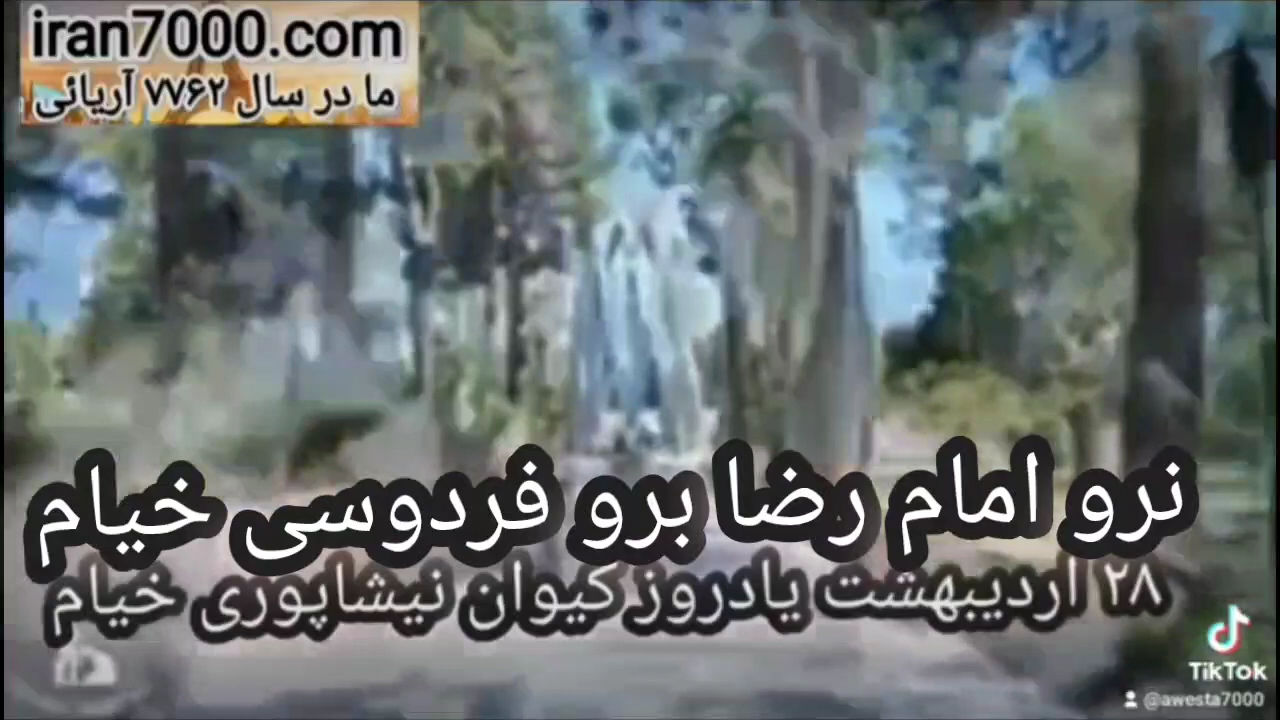 iran7000.com
ما در سال ۷۷۶۲ آریائی
نرو امام رضا برو فردوسی خیام
۲۸ اردیبهشت یادروز کیوان نیشاپوری خیام
TikTok
@awesta7000